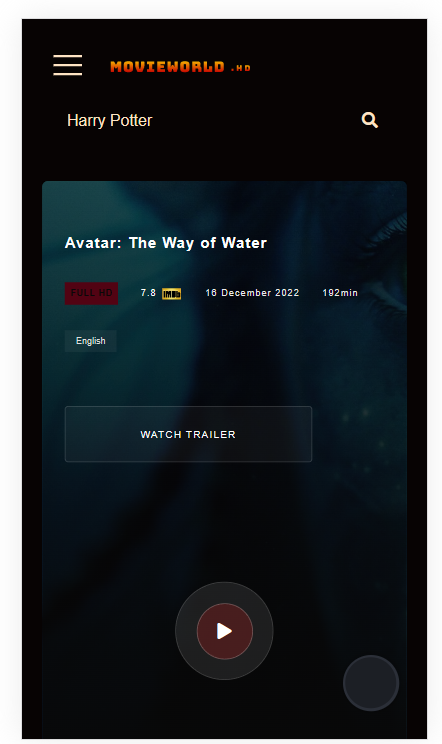 MOVIEWORLD .HD
Harry Potter
Avatar: The Way of Water
FULL HD 7.8 IMDb 16 December 2022 192min
English
WATCH TRAILER